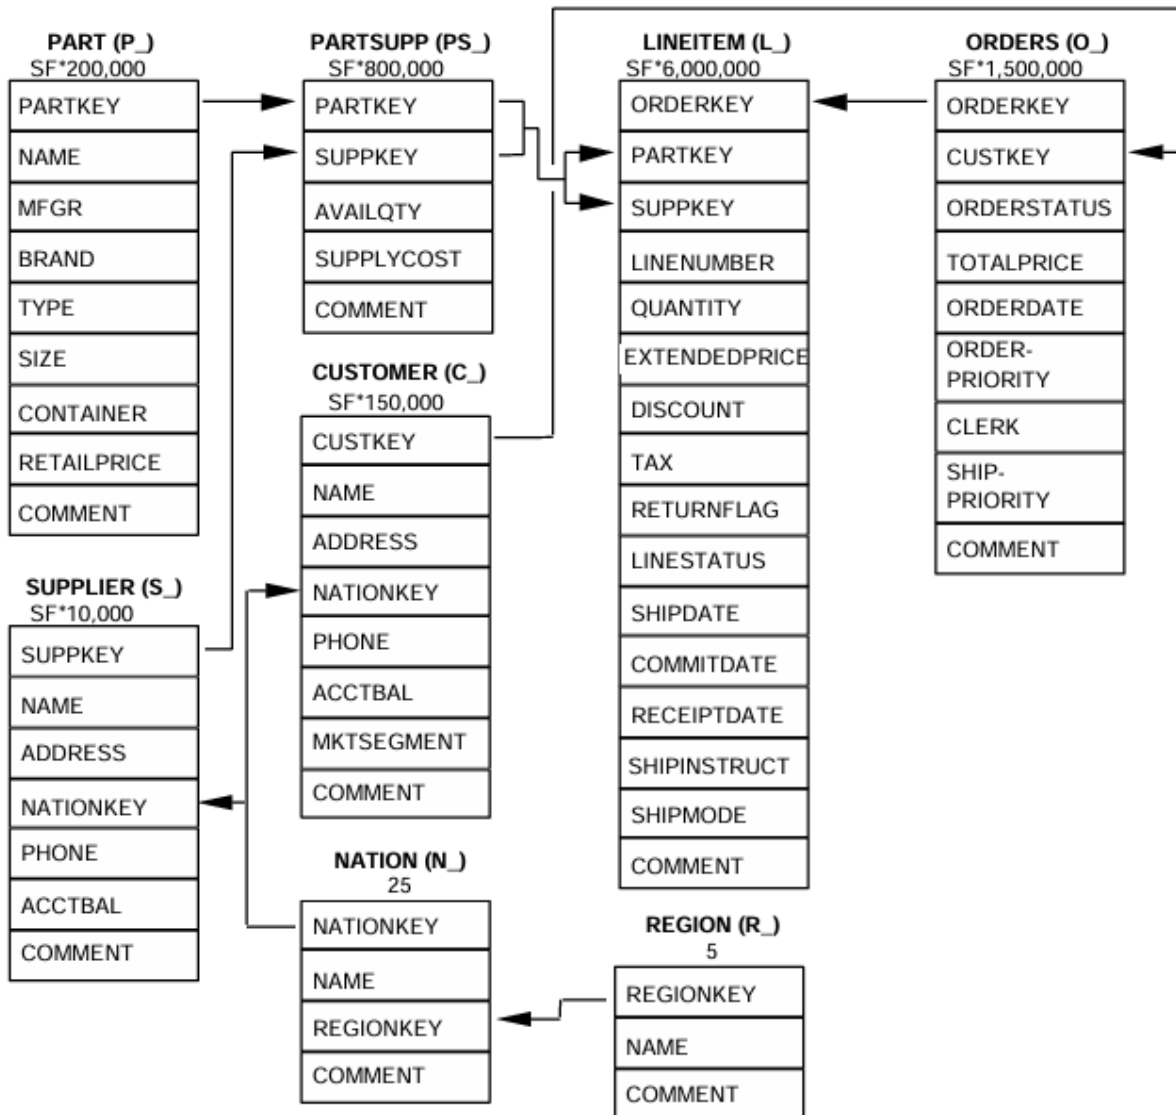 PART (P_)
SF*200,000
PARTKEY
NAME
MFGR
BRAND
TYPE
SIZE
CONTAINER
RETAILPRICE
COMMENT
SUPPLIER (S_)
SF*10,000
SUPPKEY
NAME
ADDRESS
NATIONKEY
PHONE
ACCTBAL
COMMENT
PARTSUPP (PS_)
SF*800,000
PARTKEY
SUPPKEY
AVAILQTY
SUPPLYCOST
COMMENT
CUSTOMER (C_)
SF*150,000
CUSTKEY
NAME
ADDRESS
NATIONKEY
PHONE
ACCTBAL
MKTSEGMENT
COMMENT
NATION (N_)
25
NATIONKEY
NAME
REGIONKEY
COMMENT
LINEITEM (L_)
SF*6,000,000
ORDERKEY
PARTKEY
SUPPKEY
LINENUMBER
QUANTITY
EXTENDEDPRICE
DISCOUNT
TAX
RETURNFLAG
LINESTATUS
SHIPDATE
COMMITDATE
RECEIPTDATE
SHIPINSTRUCT
SHIPMODE
COMMENT
REGION (R_)
5
REGIONKEY
NAME
COMMENT
ORDERS (O_)
SF*1,500,000
ORDERKEY
CUSTKEY
ORDERSTATUS
TOTALPRICE
ORDERDATE
ORDER-
PRIORITY
CLERK
SHIP-
PRIORITY
COMMENT